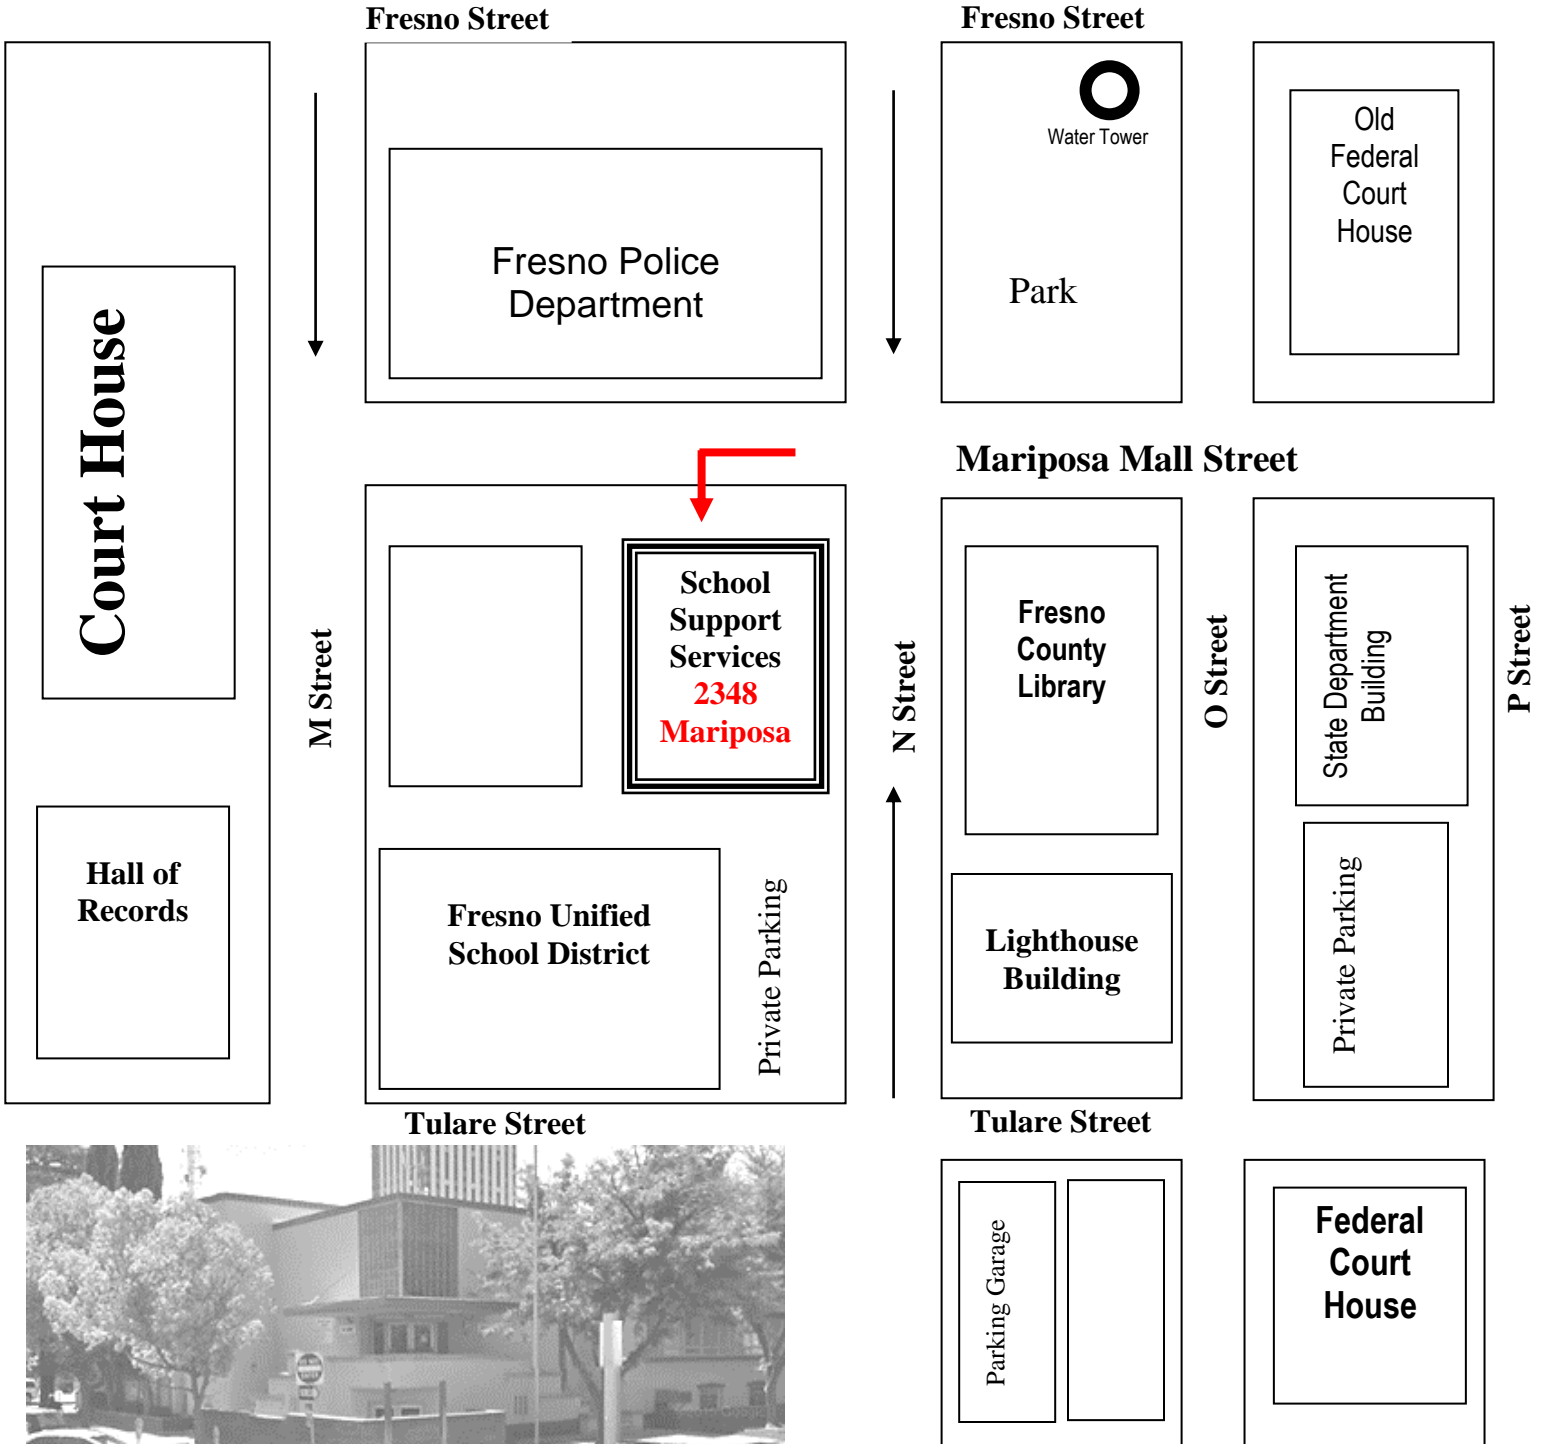 Fresno Street
Fresno Street
Water Tower
Old
Federal
Court
House
Fresno Police
Department
Park
Court House
Mariposa Mall Street
School
Support
Services
2348
Mariposa
Fresno
County
Library
State Department
Building
M Street
N Street
O Street
P Street
Hall of
Records
Fresno Unified
School District
Private Parking
Lighthouse
Building
Private Parking
Tulare Street
Tulare Street
Parking Garage
Federal
Court
House